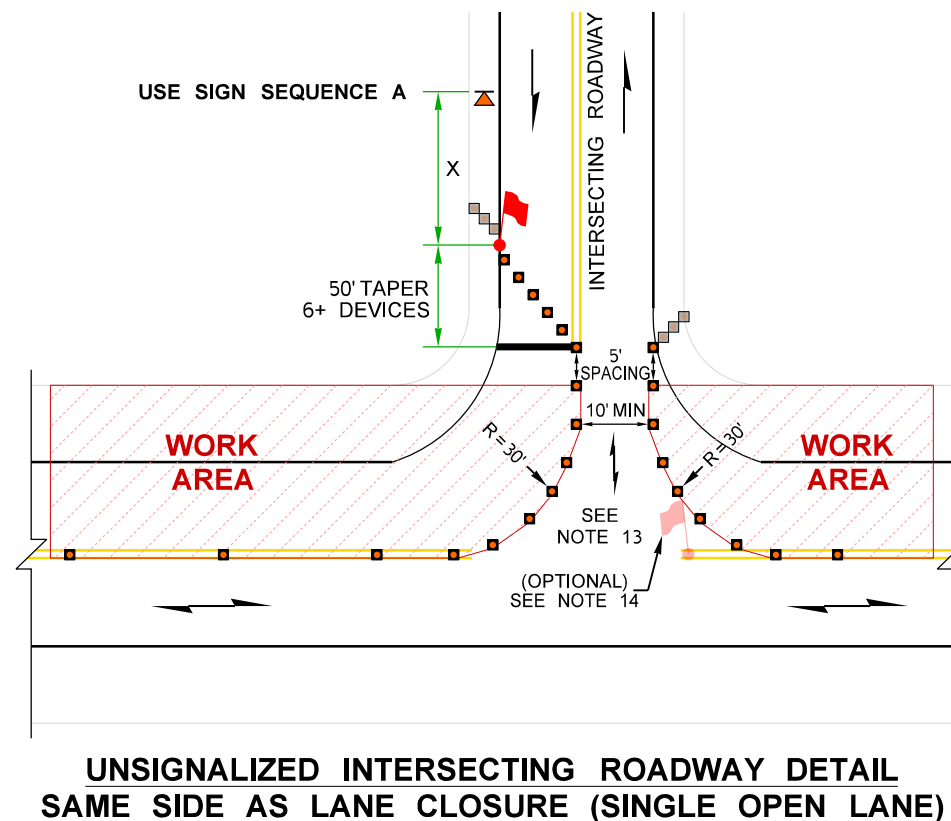 USE SIGN SEQUENCE A
INTERSECTING ROADWAY
X
50' TAPER
6+ DEVICES
5'
SPACING
10' MIN
WORK
AREA
R = 30'
R = 30'
WORK
AREA
SEE
NOTE 13
(OPTIONAL)
SEE NOTE 14
UNSIGNALIZED INTERSECTING ROADWAY DETAIL
SAME SIDE AS LANE CLOSURE (SINGLE OPEN LANE)